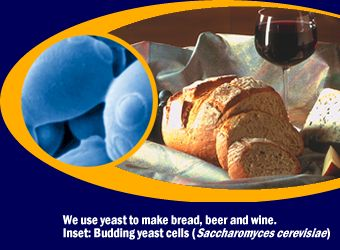 We use yeast to make bread, beer and wine.
Inset: Budding yeast cells (Saccharomyces cerevisiae)